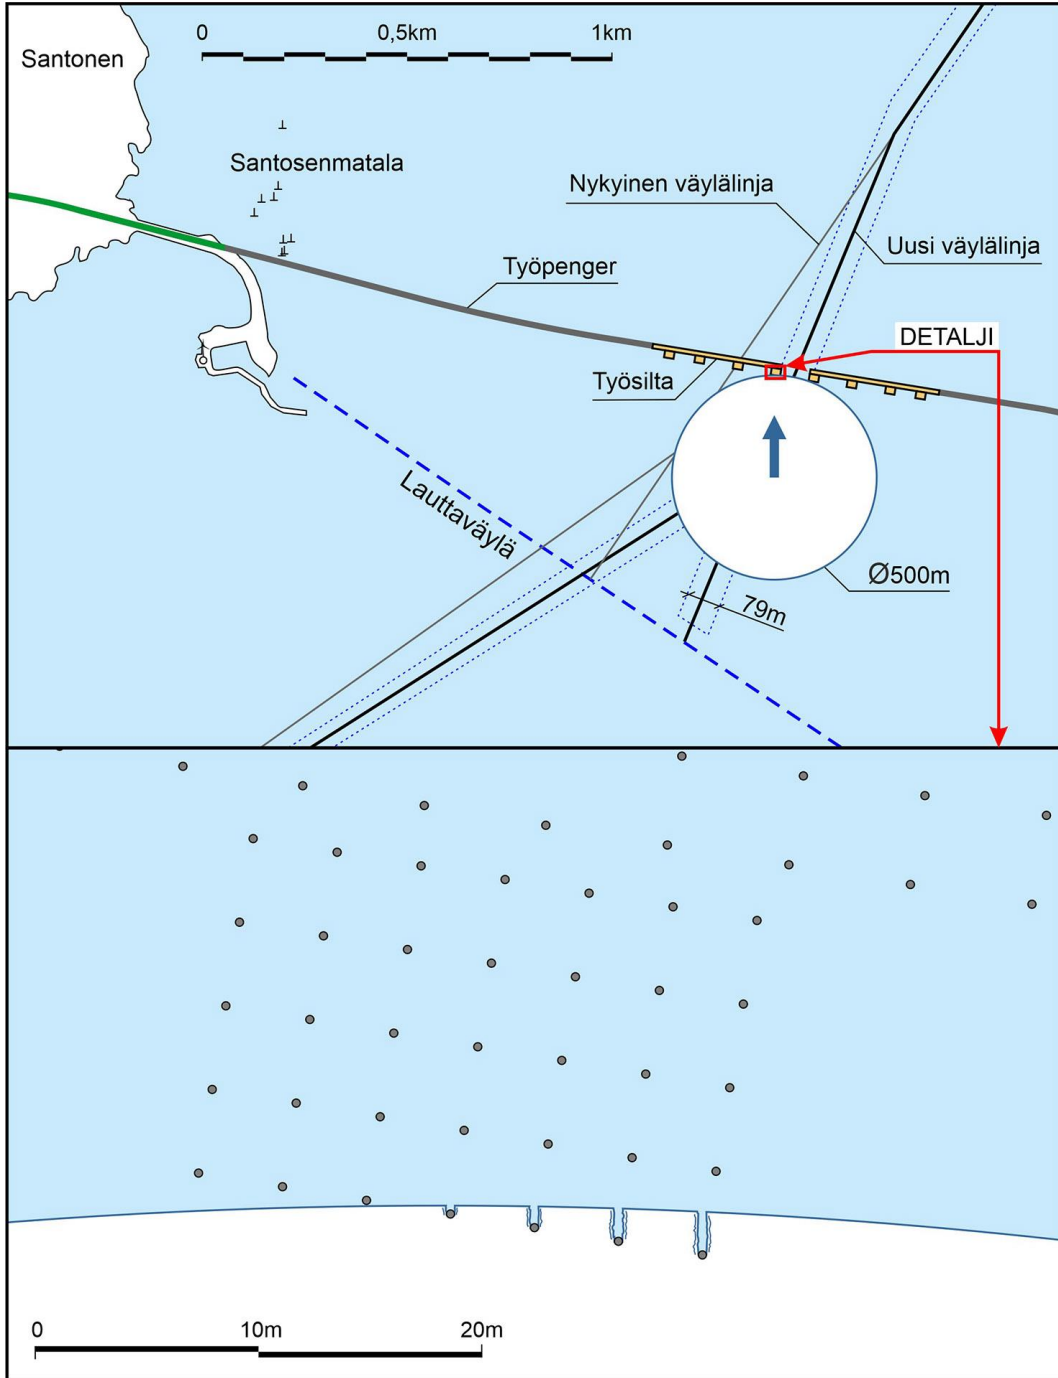 0 0,5km 1km
Santonen
Santosenmatala
Nykyinen väylälinja
Uusi väylälinja
Työpenger
DETALJI
Työsilta
Lauttaväylä
Ø500m
79m
0 10m 20m